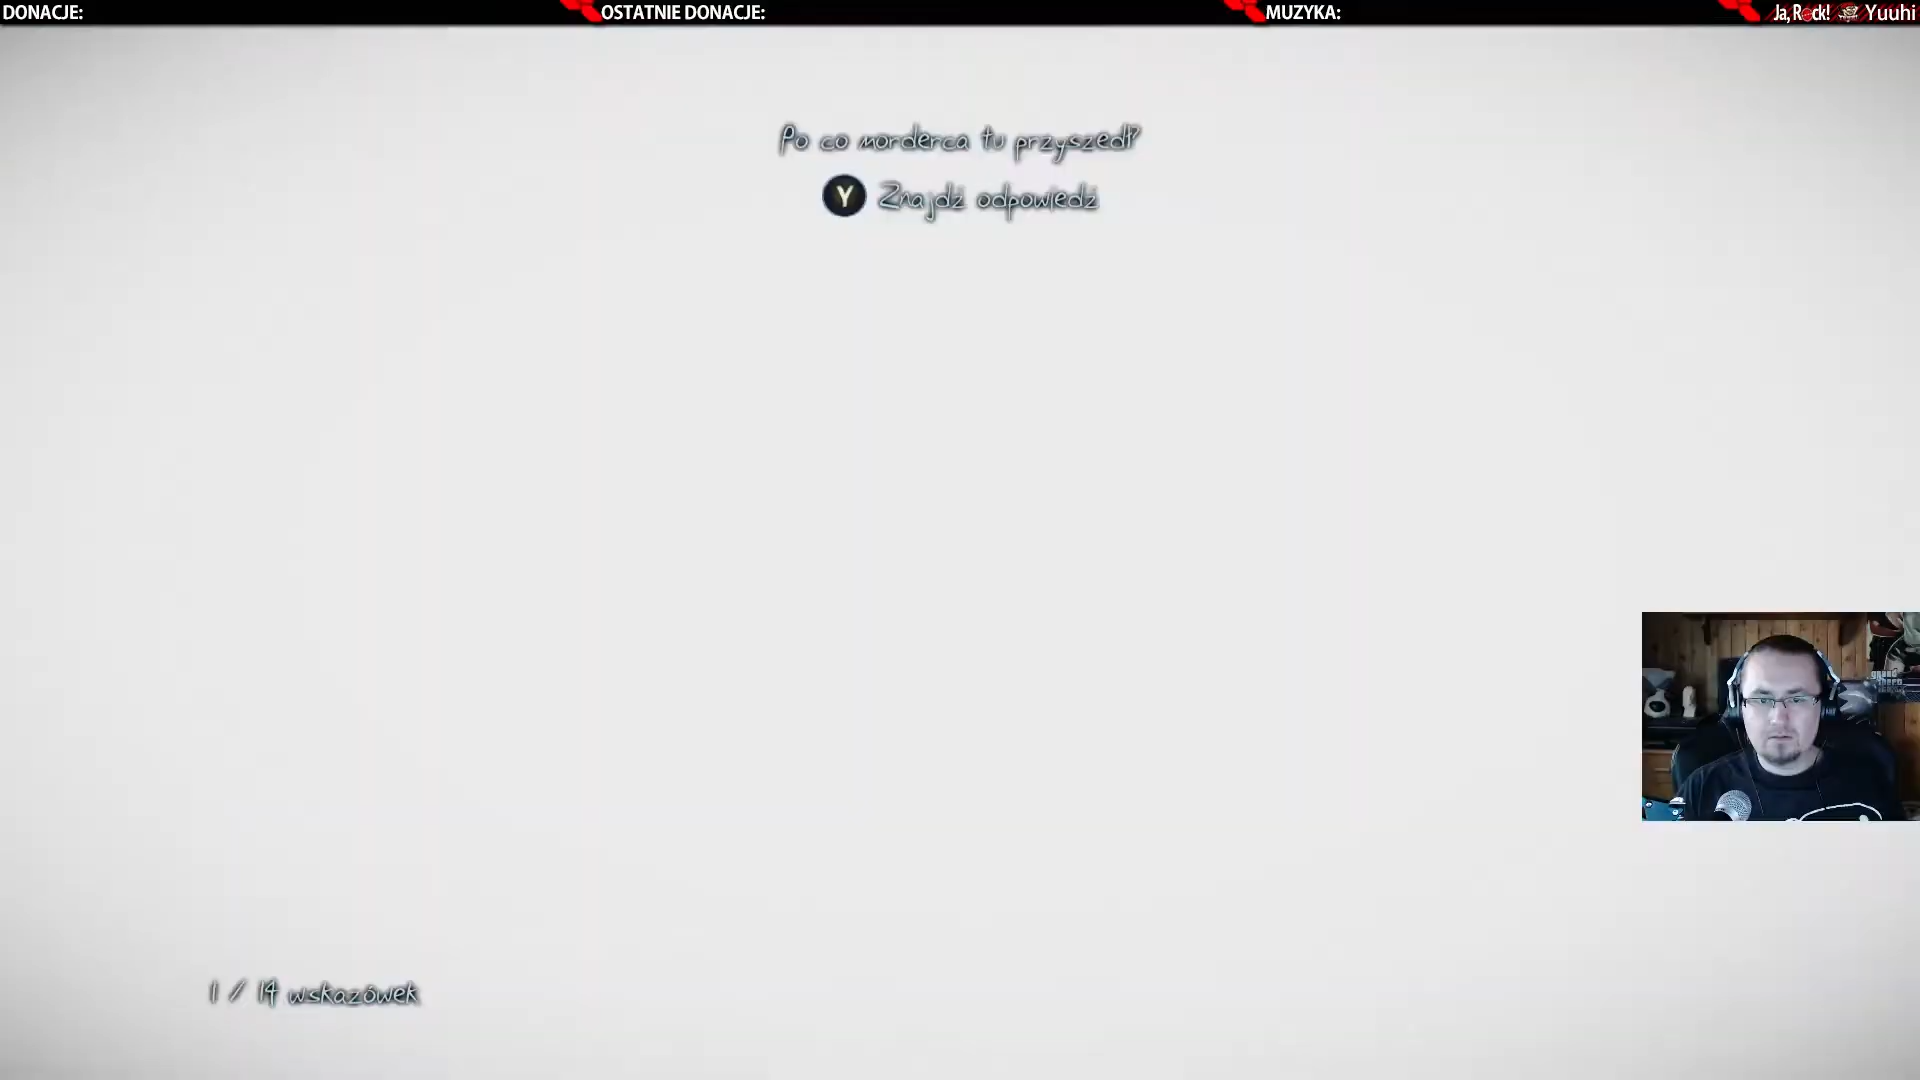 DONACJE:
OSTATNIE DONACJE:
MUZYKA:
Ja, Rock! Yuuhi
Po co morderca tu przyszedł?
Y Znajdź odpowiedź
1 / 14 wskazówek